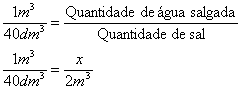 1m³/40dm³ = Quantidade de água salgada/Quantidade de sal
1m³/40dm³ = x/2m³